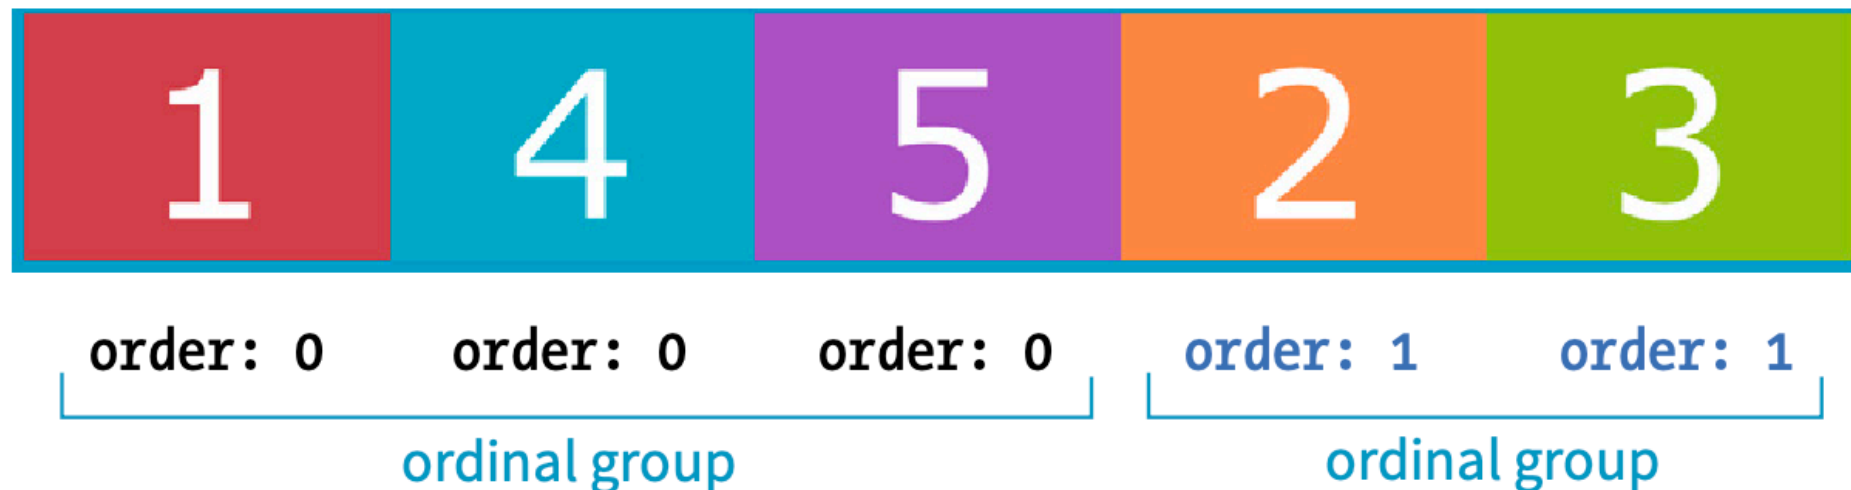 1 4 5 2 3
order: 0 order: 0 order: 0 order: 1 order: 1
ordinal group ordinal group